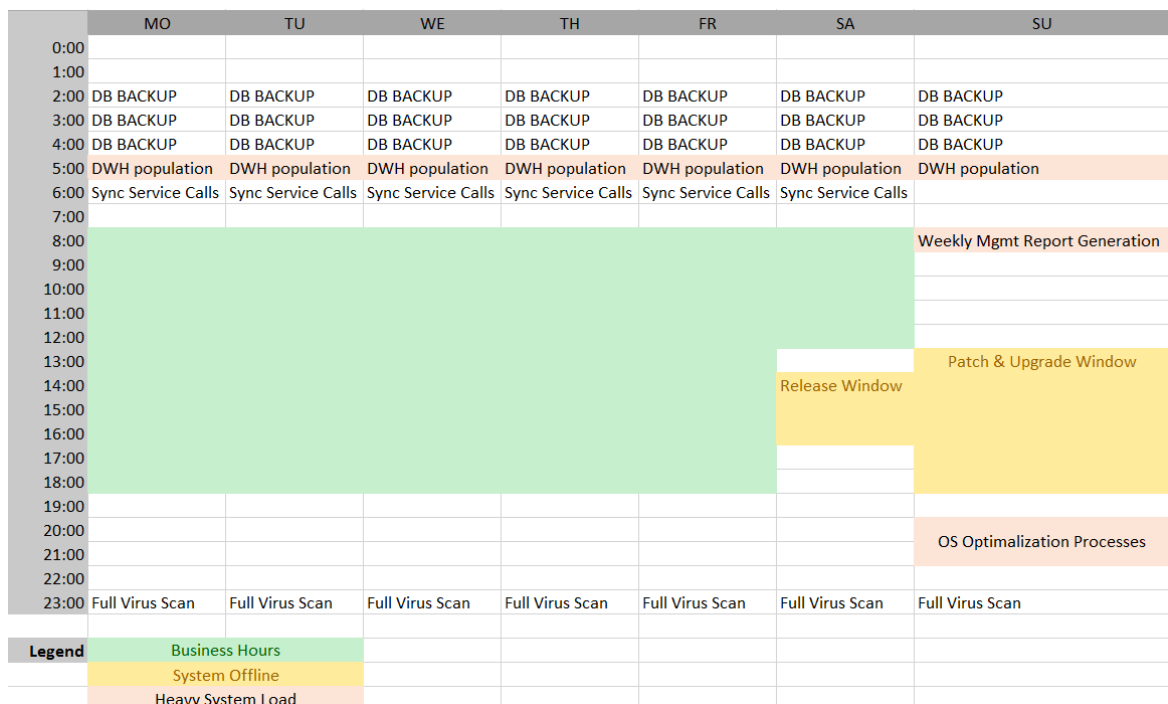 MO TU WE TH FR SA SU
0:00
1:00
2:00 DB BACKUP DB BACKUP DB BACKUP DB BACKUP DB BACKUP DB BACKUP DB BACKUP
3:00 DB BACKUP DB BACKUP DB BACKUP DB BACKUP DB BACKUP DB BACKUP DB BACKUP
4:00 DB BACKUP DB BACKUP DB BACKUP DB BACKUP DB BACKUP DB BACKUP DB BACKUP
5:00 DWH population DWH population DWH population DWH population DWH population DWH population DWH population
6:00 Sync Service Calls Sync Service Calls Sync Service Calls Sync Service Calls Sync Service Calls Sync Service Calls
7:00
8:00 Weekly Mgmt Report Generation
9:00
10:00
11:00
12:00
13:00 Patch & Upgrade Window
14:00 Release Window
15:00
16:00
17:00
18:00
19:00
20:00
OS Optimalization Processes
21:00
22:00
23:00 Full Virus Scan Full Virus Scan Full Virus Scan Full Virus Scan Full Virus Scan Full Virus Scan Full Virus Scan
Legend Business Hours
System Offline
Heavy System Load